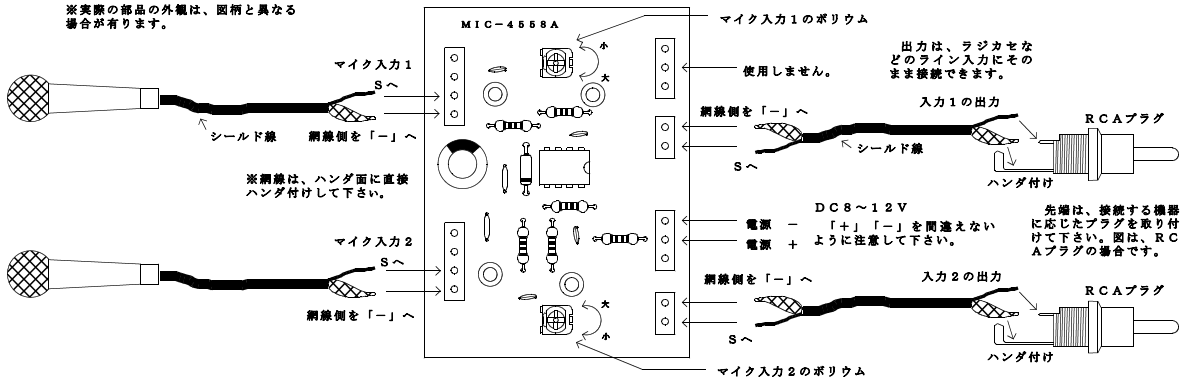 ※実際の部品の外観は、図柄と異なる
場合が有ります。
MIC-4558A
マイク入力1のボリウム
小
大
マイク入力1
Sへ
網線側を「－」へ
シールド線
使用しません。
出力は、ラジカセな
どのライン入力にその
まま接続できます。
網線側を「－」へ
Sへ
シールド線
入力1の出力
RCAプラグ
ハンダ付け
※網線は、ハンダ面に直接
ハンダ付けして下さい。
DC8～12V
電源 －
電源 ＋
「＋」「－」を間違えない
ように注意して下さい。
先端は、接続する機器
に応じたプラグを取り付
けて下さい。図は、RC
Aプラグの場合です。
マイク入力2
Sへ
網線側を「－」へ
大
小
網線側を「－」へ
Sへ
入力2の出力
RCAプラグ
ハンダ付け
マイク入力2のボリウム